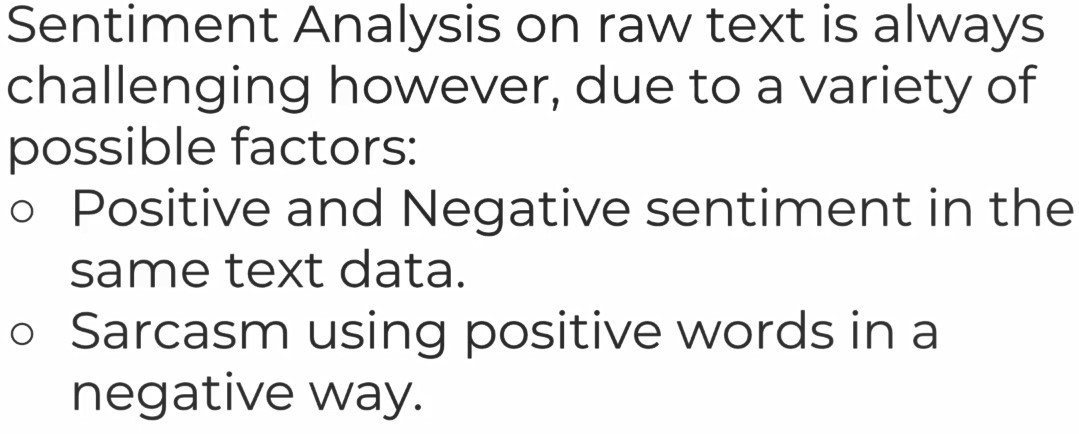 Sentiment Analysis on raw text is always
challenging however, due to a variety of
possible factors:
○ Positive and Negative sentiment in the
same text data.
○ Sarcasm using positive words in a
negative way.